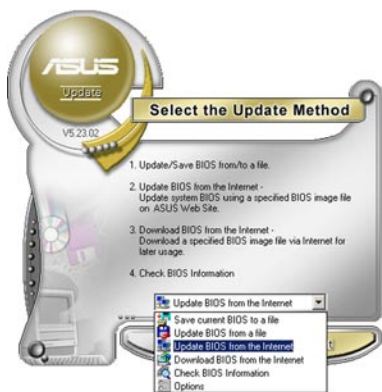 ASUS
Update
V5.23.02
Select the Update Method
1. Update/Save BIOS from/to a file.
2. Update BIOS from the Internet -
Update system BIOS using a specified BIOS image file
on ASUS Web Site.
3. Download BIOS from the Internet -
Download a specified BIOS image file via Internet for
later usage.
4. Check BIOS Information
Update BIOS from the Internet
Save current BIOS to a file
Update BIOS from a file
Update BIOS from the Internet
Download BIOS from the Internet
Check BIOS Information
Options